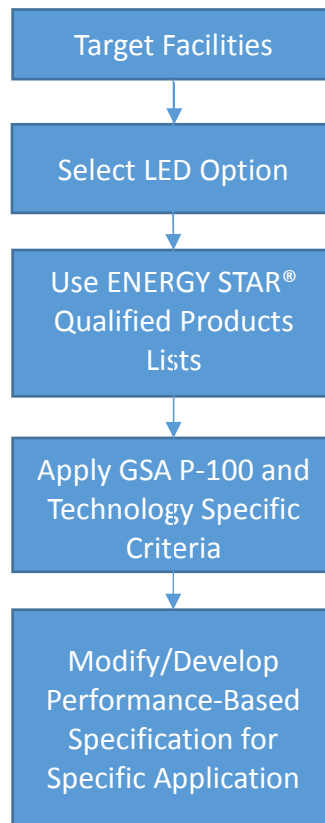 Target Facilities
Select LED Option
Use ENERGY STAR®
Qualified Products
Lists
Apply GSA P-100 and
Technology Specific
Criteria
Modify/Develop
Performance-Based
Specification for
Specific Application